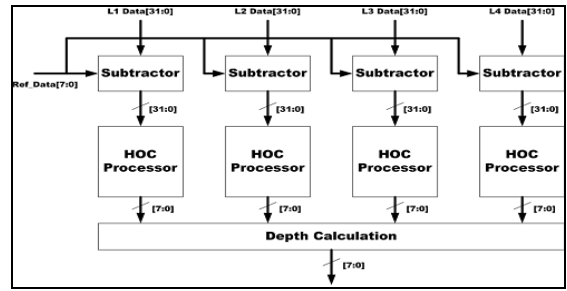 L1 Data[31:0] L2 Data[31:0] L3 Data[31:0] L4 Data[31:0]
Subtractor Subtractor Subtractor Subtractor
Ref_Data[7:0]
[31:0] [31:0] [31:0] [31:0]
HOC HOC HOC HOC
Processor Processor Processor Processor
[7:0] [7:0] [7:0] [7:0]
Depth Calculation
[7:0]